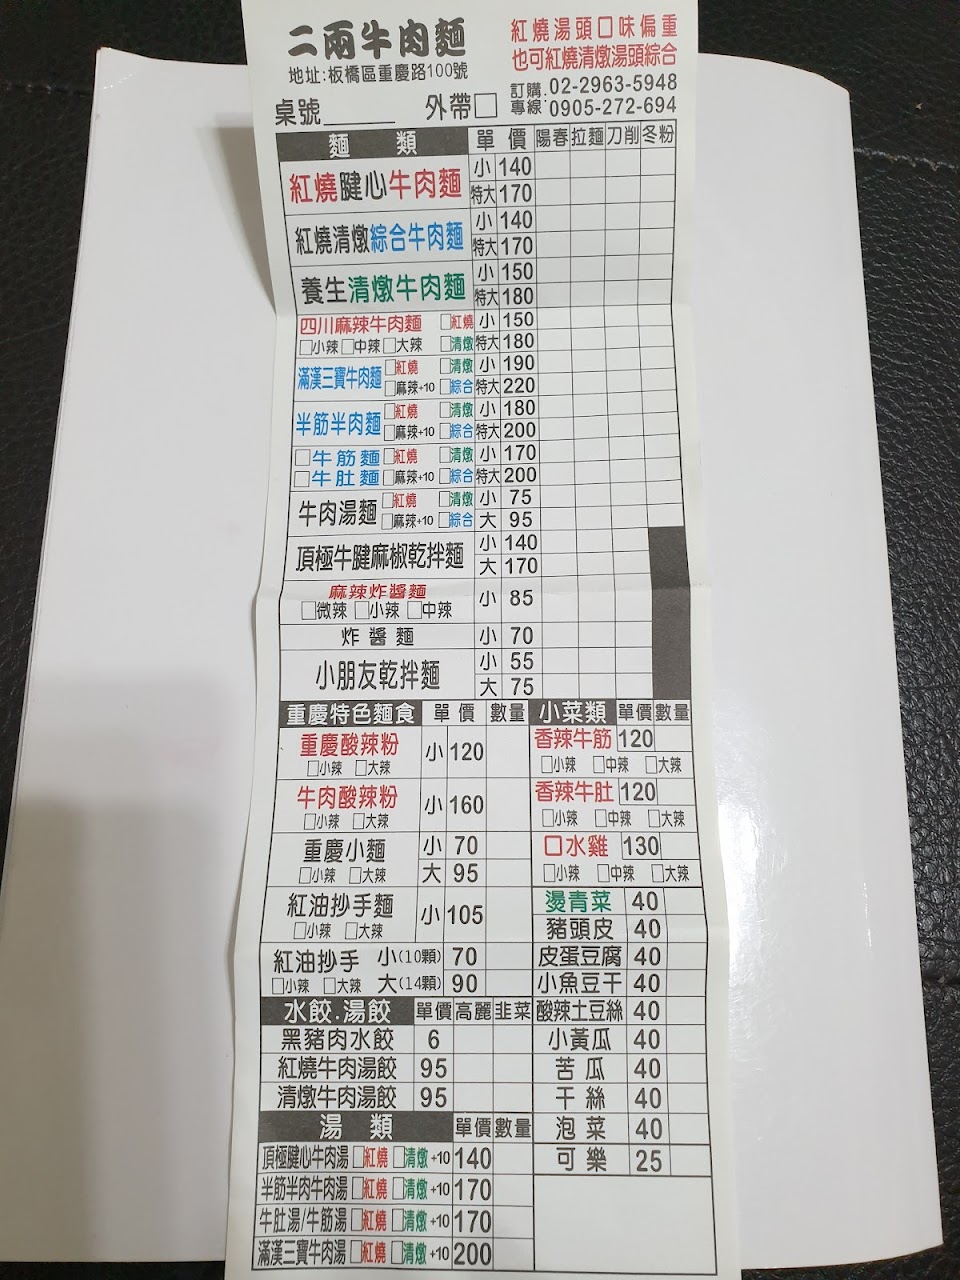 二兩牛肉麵
紅燒湯頭口味偏重
也可紅燒清燉湯頭綜合
地址:板橋區重慶路100號
訂購專線:02-2963-5948
0905-272-694
桌號______ 外帶□
麵類 單價 陽春 拉麵 刀削 冬粉
紅燒腱心牛肉麵 小 140
特大 170
紅燒清燉綜合牛肉麵 小 140
特大 170
養生清燉牛肉麵 小 150
特大 180
四川麻辣牛肉麵 □紅燒 小 150
□小辣 □中辣 □大辣 □清燉 特大 180
滿漢三寶牛肉麵 □紅燒 □清燉 小 190
□麻辣+10 □綜合 特大 220
半筋半肉麵 □紅燒 □清燉 小 180
□麻辣+10 □綜合 特大 200
□牛筋麵 □紅燒 □清燉 小 170
□牛肚麵 □麻辣+10 □綜合 特大 200
牛肉湯麵 □紅燒 □清燉 小 75
□麻辣+10 □綜合 大 95
頂極牛腱麻椒乾拌麵 小 140
大 170
麻辣炸醬麵 小 85
□微辣 □小辣 □中辣
炸醬麵 小 70
小朋友乾拌麵 小 55
大 75
重慶特色麵食 單價 數量
重慶酸辣粉 小 120
□小辣 □大辣
牛肉酸辣粉 小 160
□小辣 □大辣
重慶小麵 小 70
□小辣 □大辣 大 95
紅油抄手麵 小 105
□小辣 □大辣
紅油抄手 小(10顆) 70
□小辣 □大辣 大(14顆) 90
水餃.湯餃 單價 高麗 韭菜
黑豬肉水餃 6
紅燒牛肉湯餃 95
清燉牛肉湯餃 95
湯類 單價 數量
頂極腱心牛肉湯 □紅燒 □清燉+10 140
半筋半肉牛肉湯 □紅燒 □清燉+10 170
牛肚湯/牛筋湯 □紅燒 □清燉+10 170
滿漢三寶牛肉湯 □紅燒 □清燉+10 200
小菜類 單價 數量
香辣牛筋 120
□小辣 □中辣 □大辣
香辣牛肚 120
□小辣 □中辣 □大辣
口水雞 130
□小辣 □中辣 □大辣
燙青菜 40
豬頭皮 40
皮蛋豆腐 40
小魚豆干 40
酸辣土豆絲 40
小黃瓜 40
苦瓜 40
干絲 40
泡菜 40
可樂 25